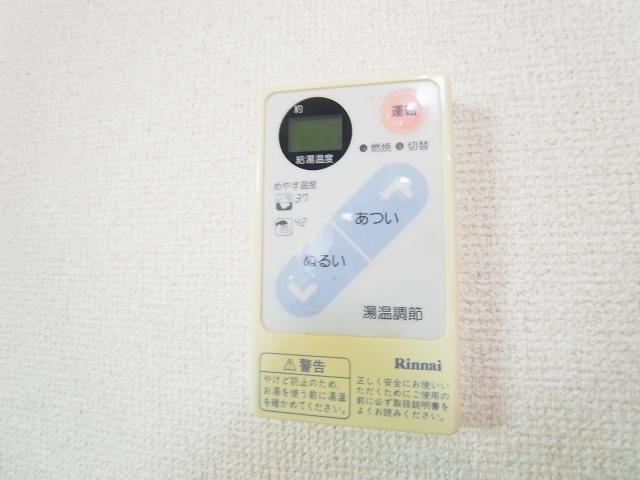 約
給湯温度
運転
燃焼 切替
めやす温度
37
42
あつい
ぬるい
湯温調節
Rinnai
⚠警告
やけど防止のため、
お湯を使う前に湯温
を確かめてください。
正しく安全にお使いい
ただくためにご使用の
前に必ず取扱説明書を
よくお読みください。